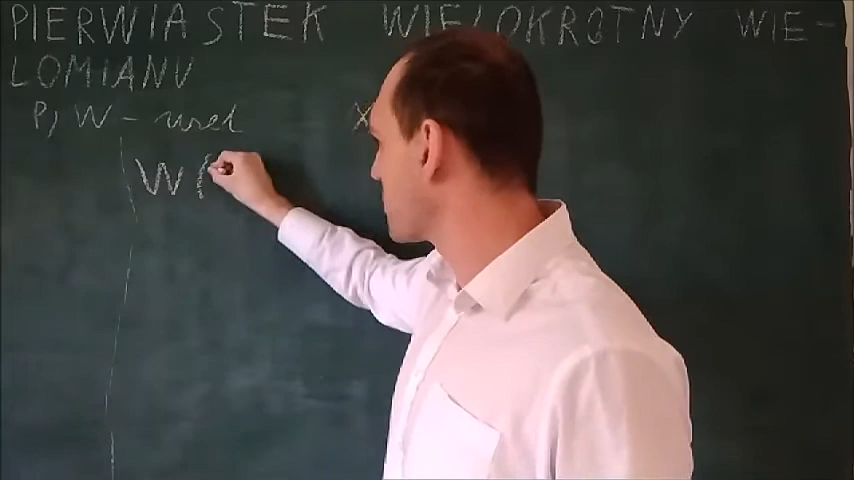 PIERWIASTEK WIELOKROTNY WIE-
LOMIANU
P, W - wiel
x
W(